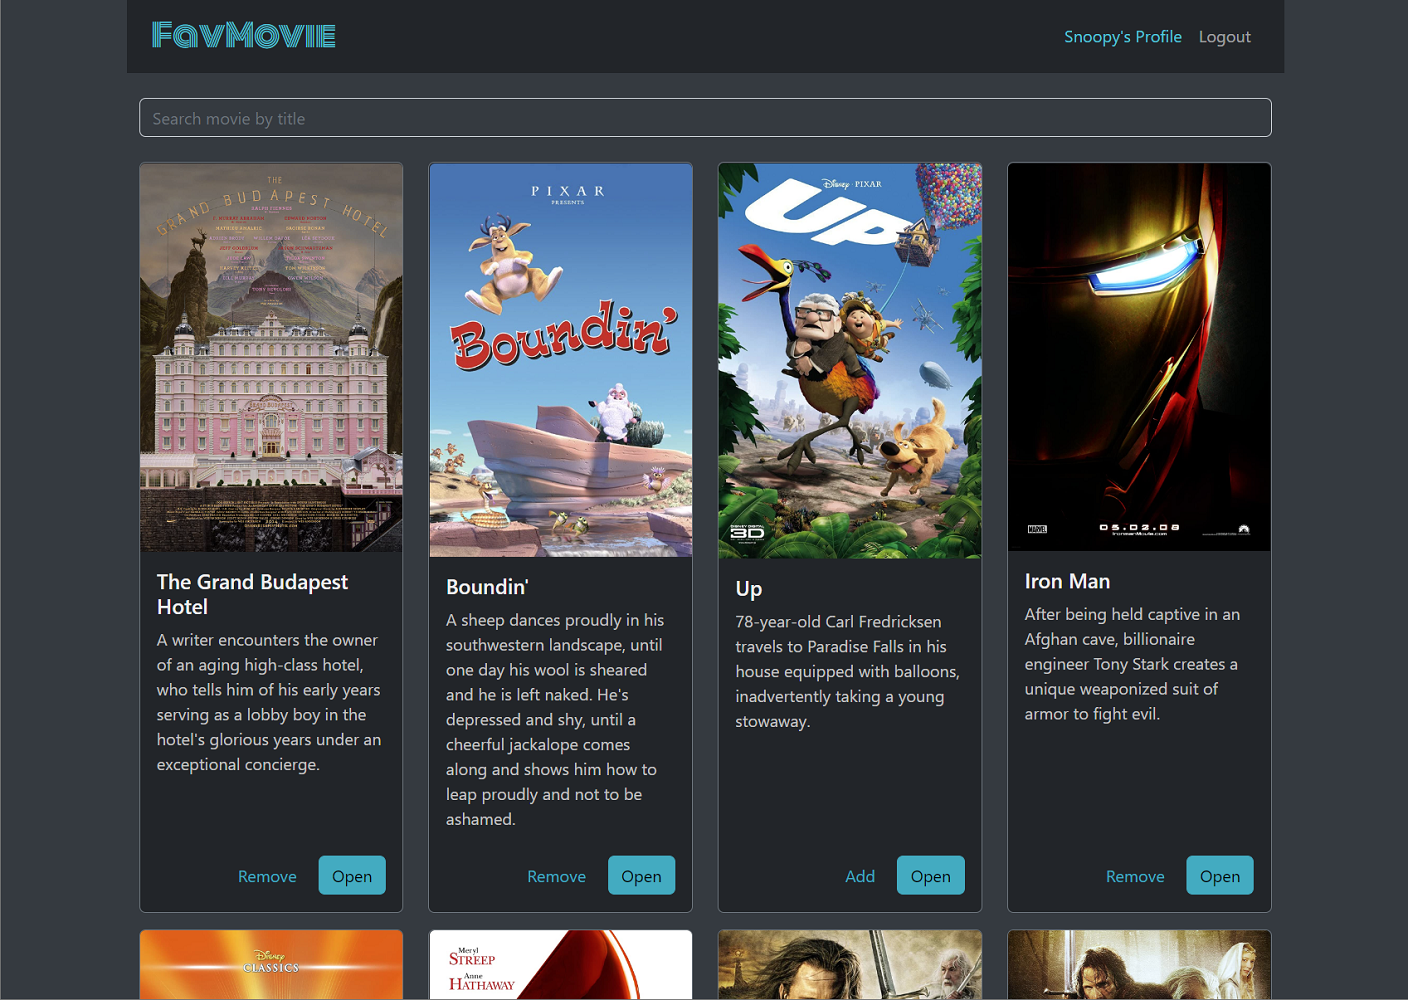 FavMovie
Snoopy's Profile
Logout
Search movie by title
THE
GRAND BUDAPEST HOTEL
PIXAR
PRESENTS
Boundin'
Disney · PIXAR
UP
DISNEY DIGITAL
3D
MARVEL
05.02.08
IronmanMovie.com
The Grand Budapest
Hotel
A writer encounters the owner
of an aging high-class hotel,
who tells him of his early years
serving as a lobby boy in the
hotel's glorious years under an
exceptional concierge.
Remove
Open
Boundin'
A sheep dances proudly in his
southwestern landscape, until
one day his wool is sheared
and he is left naked. He's
depressed and shy, until a
cheerful jackalope comes
along and shows him how to
leap proudly and not to be
ashamed.
Remove
Open
Up
78-year-old Carl Fredricksen
travels to Paradise Falls in his
house equipped with balloons,
inadvertently taking a young
stowaway.
Add
Open
Iron Man
After being held captive in an
Afghan cave, billionaire
engineer Tony Stark creates a
unique weaponized suit of
armor to fight evil.
Remove
Open
Disney
CLASSICS
Meryl
STREEP
Anne
HATHAWAY